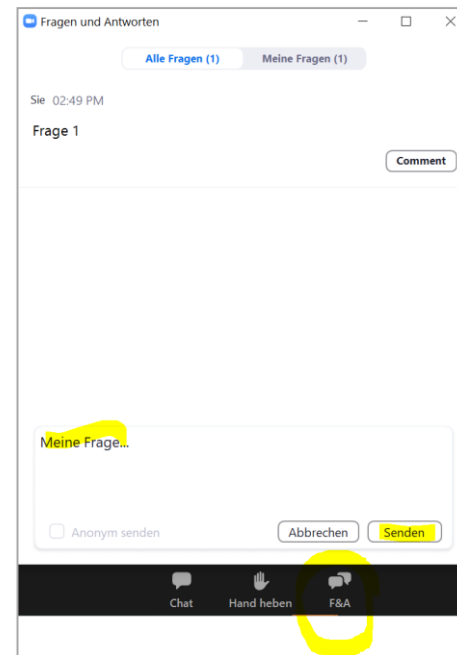 Fragen und Antworten
Alle Fragen (1) Meine Fragen (1)
Sie 02:49 PM
Frage 1
Comment
Meine Frage...
Anonym senden Abbrechen Senden
Chat Hand heben F&A